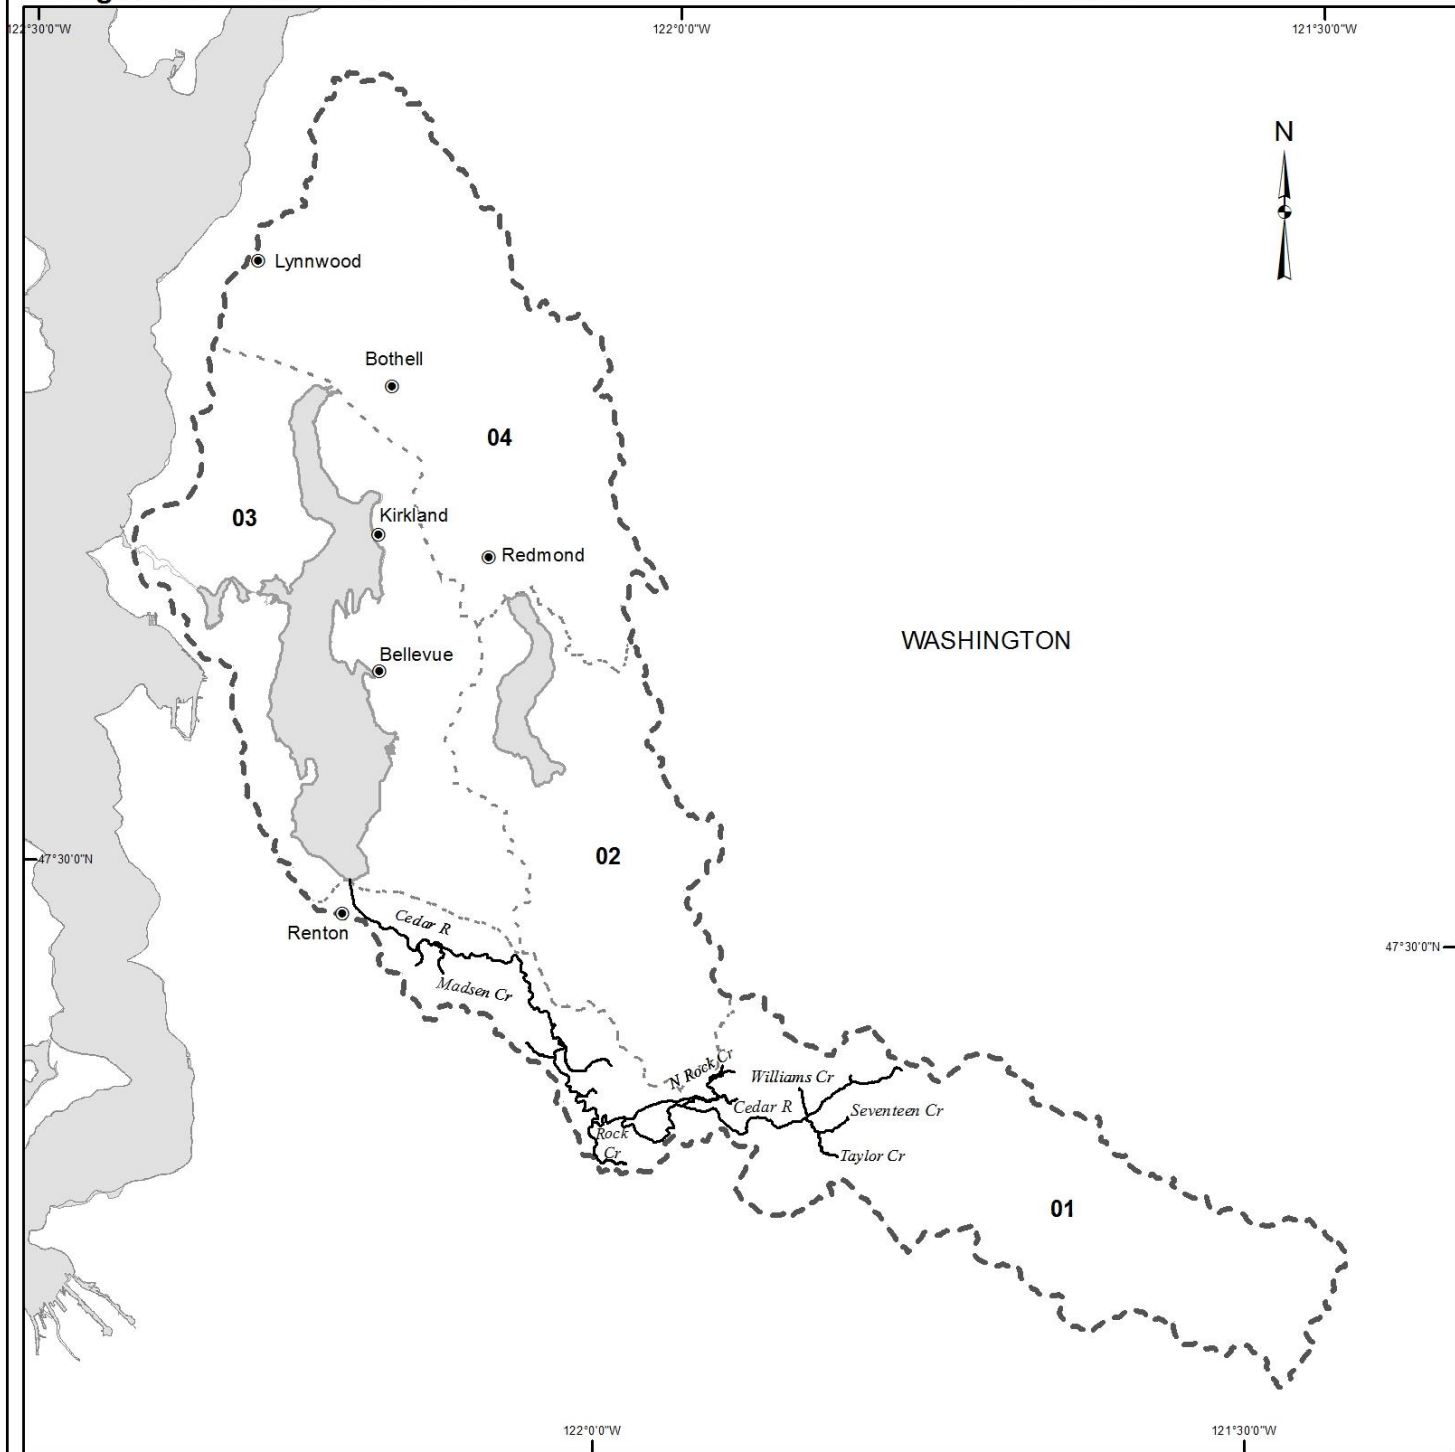 122°30'0"W
122°0'0"W
121°30'0"W
N
Lynnwood
Bothell
04
03
Kirkland
Redmond
WASHINGTON
Bellevue
02
47°30'0"N
Cedar R
Renton
47°30'0"N
Madsen Cr
N Rock Cr
Williams Cr
Cedar R
Seventeen Cr
Rock
Cr
Taylor Cr
01
122°0'0"W
121°30'0"W